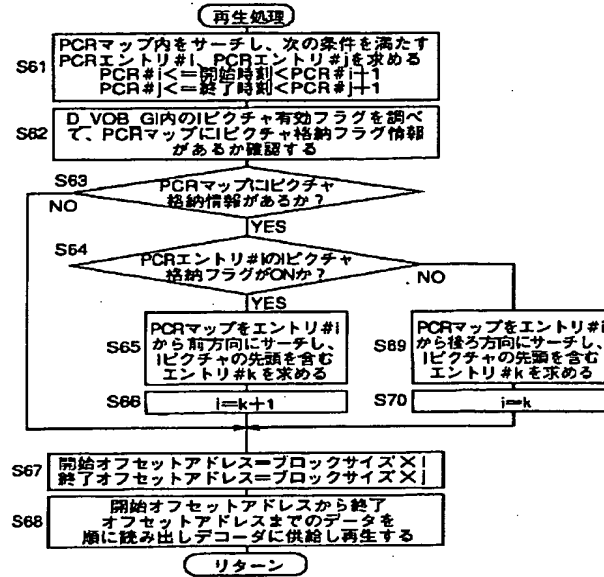 再生処理
S61
PCRマップ内をサーチし、次の条件を満たす
PCRエントリ#i、PCRエントリ#jを求める
PCR#i<=開始時刻<PCR#i+1
PCR#j<=終了時刻<PCR#j+1
S62
D_VOB_GI内のIピクチャ有効フラグを調べ
て、PCRマップにIピクチャ格納フラグ情報
があるか確認する
S63
PCRマップにIピクチャ
格納情報があるか？
NO
YES
S64
PCRエントリ#iのIピクチャ
格納フラグがONか？
NO
YES
S65
PCRマップをエントリ#i
から前方向にサーチし、
Iピクチャの先頭を含む
エントリ#kを求める
S69
PCRマップをエントリ#i
から後ろ方向にサーチし、
Iピクチャの先頭を含む
エントリ#kを求める
S66
i=k+1
S70
i=k
S67
開始オフセットアドレス=ブロックサイズ×i
終了オフセットアドレス=ブロックサイズ×j
S68
開始オフセットアドレスから終了
オフセットアドレスまでのデータを
順に読み出しデコーダに供給し再生する
リターン